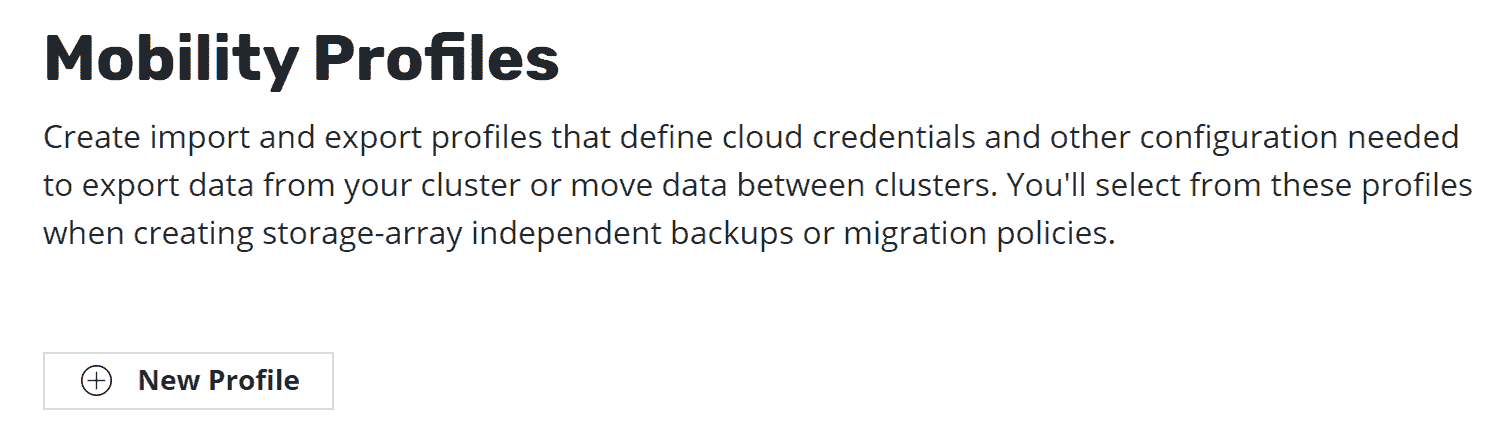 Mobility Profiles
Create import and export profiles that define cloud credentials and other configuration needed
to export data from your cluster or move data between clusters. You'll select from these profiles
when creating storage-array independent backups or migration policies.
New Profile